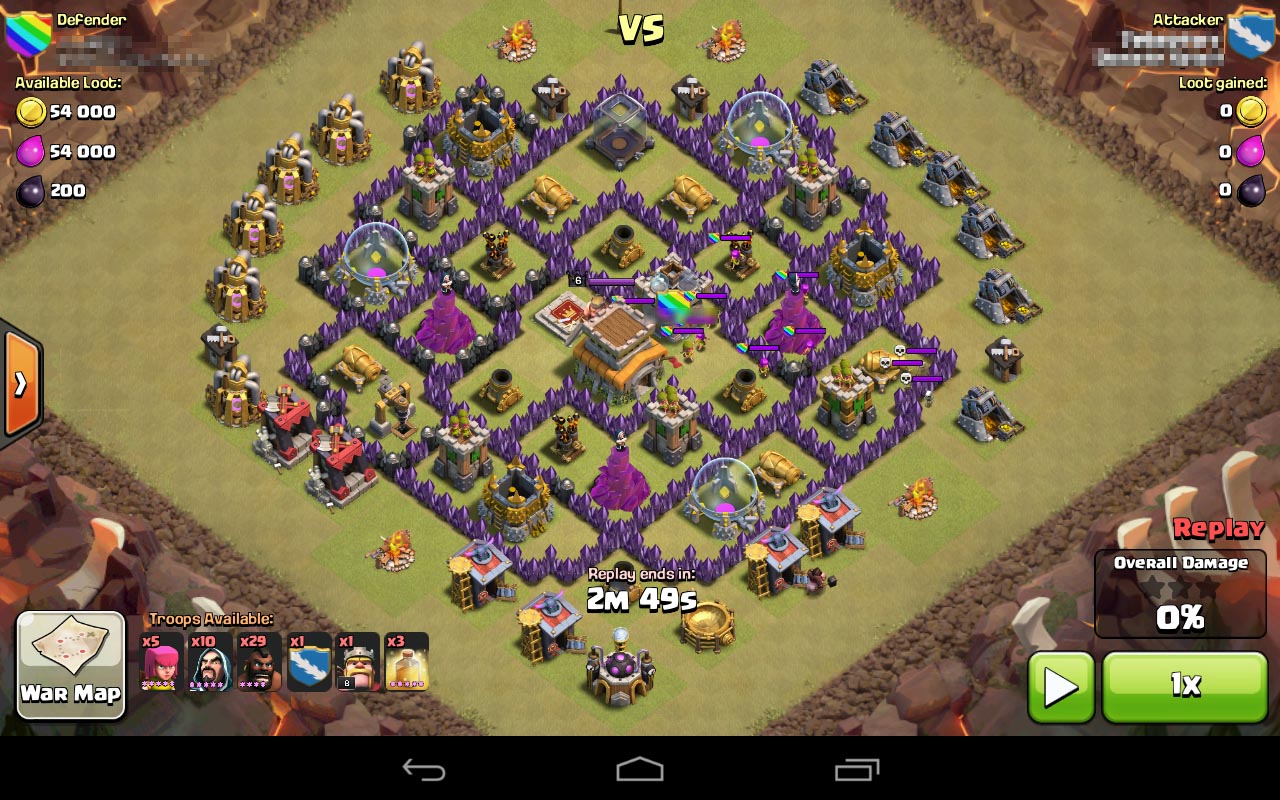 Defender
VS
Attacker
Available Loot:
54 000
54 000
200
Loot gained:
0
0
0
6
Replay
Overall Damage
0%
Replay ends in:
2m 49s
Troops Available:
x5
x10
x29
x1
x1
x3
8
War Map
1x